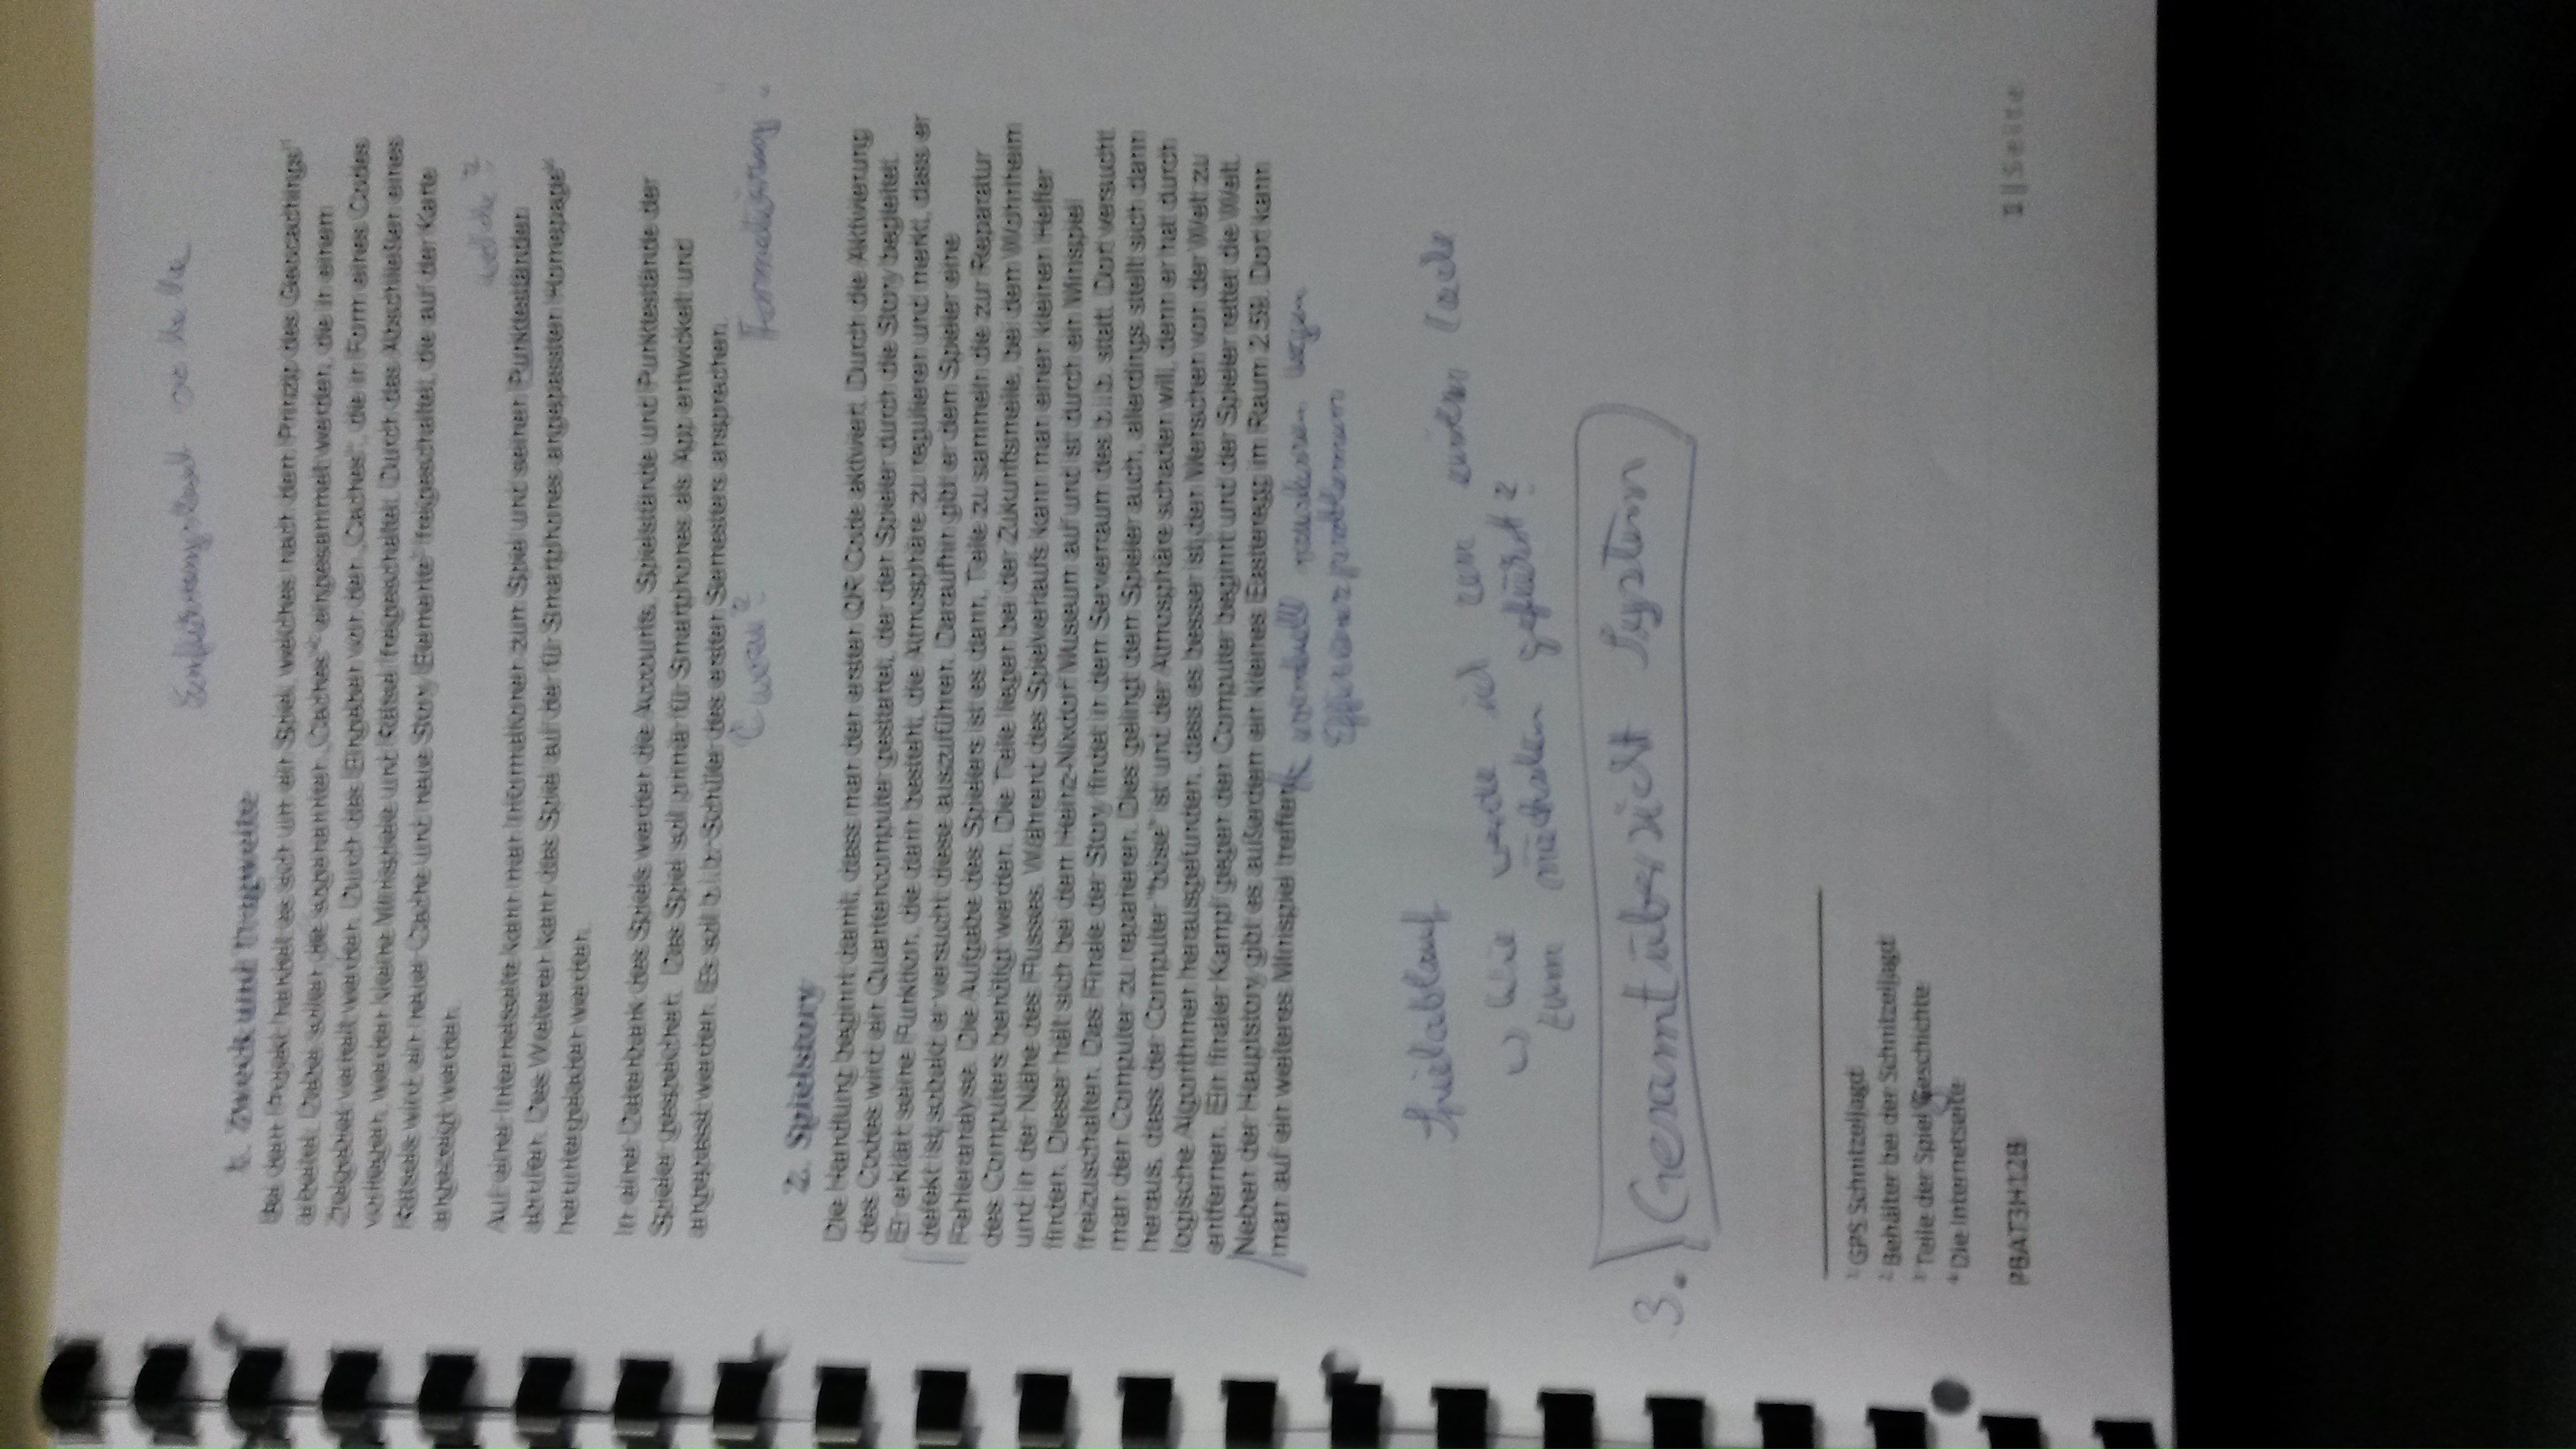 1. Zweck und Tragweite
Bei dem Projekt handelt es sich um ein Spiel, welches nach dem Prinzip des Geocachings¹
arbeitet. Dabei sollen die sogenannten „Caches"² eingesammelt werden, die in einem
Zielgebiet verteilt werden. Durch das Eingeben von den „Caches", die in Form eines Codes
vorliegen, werden kleine Minispiele und Rätsel freigeschaltet. Durch das Abschließen eines
Rätsels wird ein neuer Cache und neue Story Elemente³ freigeschaltet, die auf der Karte
angezeigt werden.
welche?
Auf einer Internetseite kann man Informationen zum Spiel und seinen Punkteständen
abrufen. Des Weiteren kann das Spiel auf der für Smartphones angepassten Homepage⁴
heruntergeladen werden.
In einer Datenbank des Spiels werden die Accounts, Spielstände und Punktestände der
Spieler gespeichert. Das Spiel soll primär für Smartphones als App entwickelt und
angepasst werden. Es soll b.i.b.-Schüler des ersten Semesters ansprechen.
wozu? Formatierung
2. Spielstory
Die Handlung beginnt damit, dass man den ersten QR Code aktiviert. Durch die Aktivierung
des Codes wird ein Quantencomputer gestartet, der den Spieler durch die Story begleitet.
Er erklärt seine Funktion, die darin besteht, die Atmosphäre zu regulieren und merkt, dass er
defekt ist, sobald er versucht diese auszuführen. Daraufhin gibt er dem Spieler eine
Fehleranalyse. Die Aufgabe des Spielers ist es dann, Teile zu sammeln die zur Reparatur
des Computers benötigt werden. Die Teile liegen bei der Zukunftsmeile, bei dem Wohnheim
und in der Nähe des Flusses. Während des Spielverlaufs kann man einen kleinen Helfer
finden. Dieser hält sich bei dem Heinz-Nixdorf Museum auf und ist durch ein Minispiel
freizuschalten. Das Finale der Story findet in dem Serverraum des b.i.b. statt. Dort versucht
man den Computer zu reparieren. Dies gelingt dem Spieler auch, allerdings stellt sich dann
heraus, dass der Computer "böse" ist und der Atmosphäre schaden will, denn er hat durch
logische Algorithmen herausgefunden, dass es besser ist, den Menschen von der Welt zu
entfernen. Ein finaler Kampf gegen den Computer beginnt und der Spieler rettet die Welt.
Neben der Hauptstory gibt es außerdem ein kleines Easteregg im Raum 2.59. Dort kann
man auf ein weiteres Minispiel treffen. eventuell wegen
Effizienzproblemen
Spielablauf
Wie werde ich von einem Code
zum nächsten geführt?
3. Gesamtübersicht System
¹ GPS Schnitzeljagd
² Behälter bei der Schnitzeljagd
³ Teile der Spiel geschichte
⁴ Die Internetseite
PBAT3H12B 1 | Seite